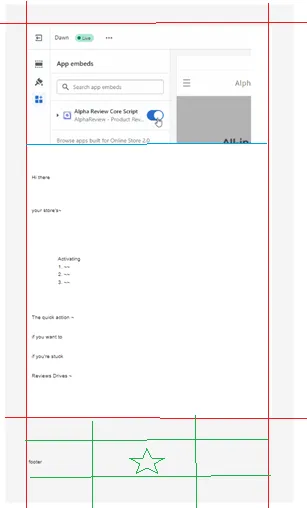 Dawn
Live
App embeds
Search app embeds
Alpha Review Core Script
AlphaReview - Product Rev...
Alph
Browse apps built for Online Store 2.0
All-in
Hi there
your store's~
Activating
1. ~~
2. ~~
3. ~~
The quick action ~
if you want to
if you're stuck
Reviews Drives ~
footer